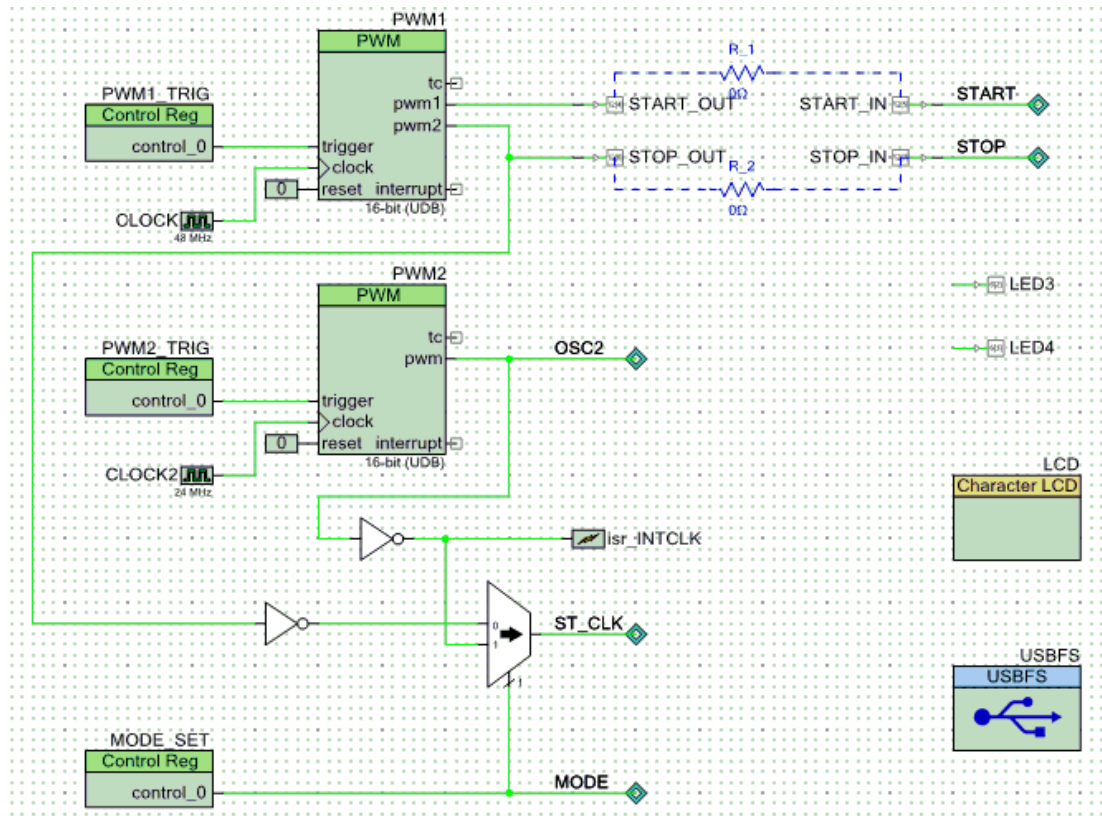 PWM1
PWM
tc
pwm1
pwm2
trigger
clock
reset interrupt
16-bit (UDB)
PWM1_TRIG
Control Reg
control_0
0
CLOCK
48 MHz
R_1
0Ω
START_OUT
START_IN
START
STOP_OUT
STOP_IN
STOP
R_2
0Ω
PWM2
PWM
tc
pwm
trigger
clock
reset interrupt
16-bit (UDB)
PWM2_TRIG
Control Reg
control_0
0
CLOCK2
24 MHz
OSC2
LED3
LED4
isr_INTCLK
LCD
Character LCD
0
1
1
ST_CLK
USBFS
USBFS
MODE_SET
Control Reg
control_0
MODE